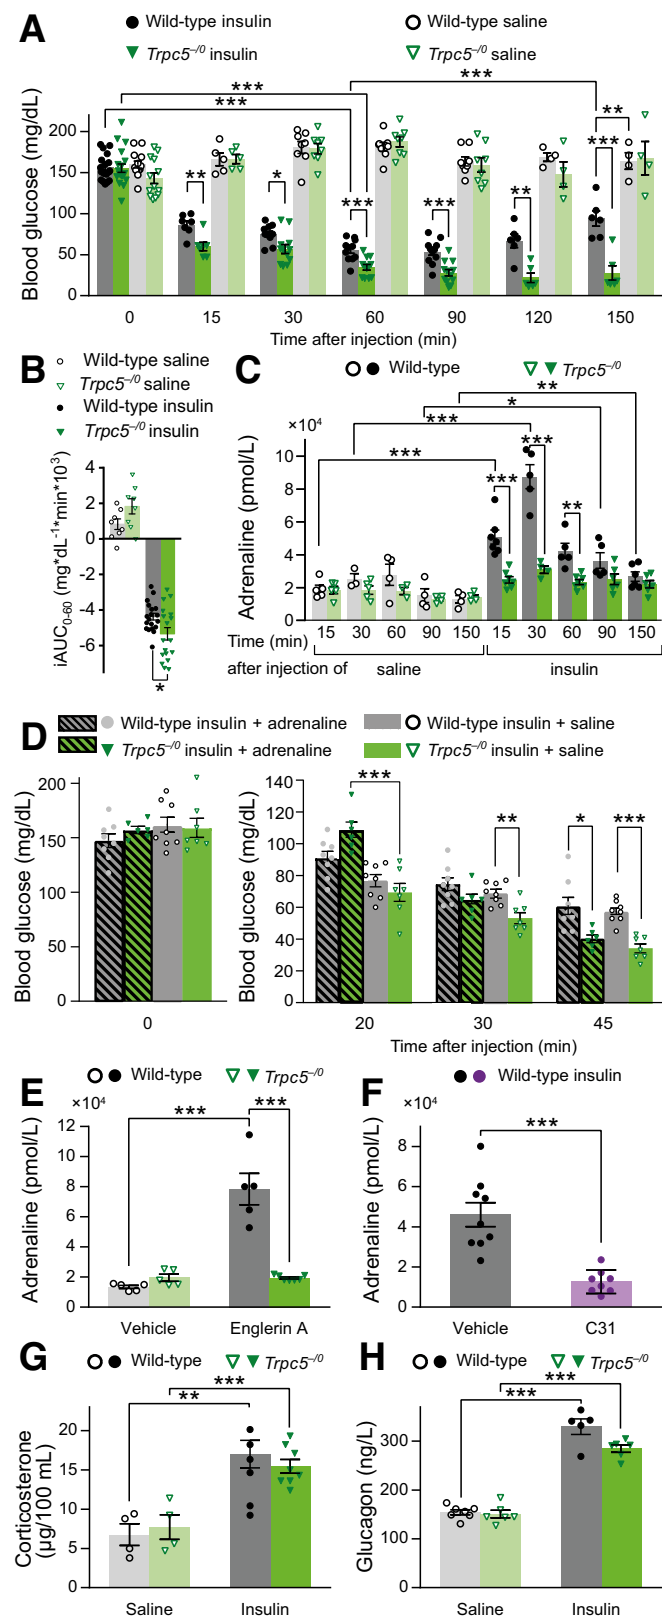 A
Wild-type insulin
Wild-type saline
Trpc5⁻/⁰ insulin
Trpc5⁻/⁰ saline
***
***
***
**
*
***
***
**
***
**
Blood glucose (mg/dL)
200
150
100
50
0
0 15 30 60 90 120 150
Time after injection (min)
B
Wild-type saline
Trpc5⁻/⁰ saline
Wild-type insulin
Trpc5⁻/⁰ insulin
iAUC₀₋₆₀ (mg*dL⁻¹*min*10³)
4
2
0
-2
-4
-6
*
C
Wild-type
Trpc5⁻/⁰
**
*
***
***
***
***
**
×10⁴
Adrenaline (pmol/L)
10
8
6
4
2
0
Time (min) 15 30 60 90 150 15 30 60 90 150
after injection of saline insulin
D
Wild-type insulin + adrenaline
Wild-type insulin + saline
Trpc5⁻/⁰ insulin + adrenaline
Trpc5⁻/⁰ insulin + saline
Blood glucose (mg/dL)
200
150
100
50
0
0
Blood glucose (mg/dL)
140
120
100
80
60
40
20
0
***
**
*
***
20 30 45
Time after injection (min)
E
Wild-type
Trpc5⁻/⁰
×10⁴
***
***
Adrenaline (pmol/L)
12
10
8
6
4
2
0
Vehicle Englerin A
F
Wild-type insulin
×10⁴
***
Adrenaline (pmol/L)
8
6
4
2
0
Vehicle C31
G
Wild-type
Trpc5⁻/⁰
***
**
Corticosterone
(µg/100 mL)
20
15
10
5
0
Saline Insulin
H
Wild-type
Trpc5⁻/⁰
***
***
Glucagon (ng/L)
300
200
100
0
Saline Insulin